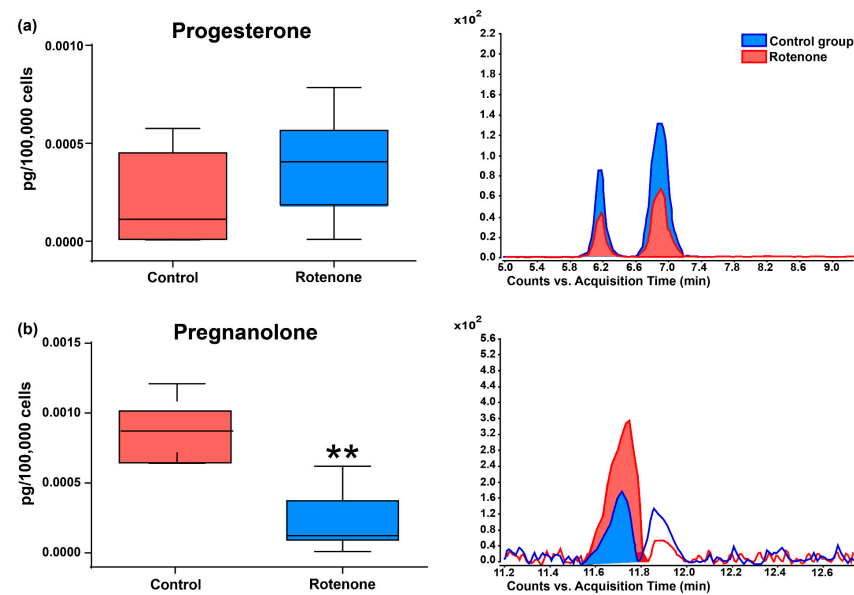 (a)
Progesterone
pg/100,000 cells
0.0010
0.0005
0.0000
Control
Rotenone
x10²
2.2
2.0
1.8
1.6
1.4
1.2
1.0
0.8
0.6
0.4
0.2
0.0
5.0 5.4 5.8 6.2 6.6 7.0 7.4 7.8 8.2 8.6 9.0
Counts vs. Acquisition Time (min)
Control group
Rotenone
(b)
Pregnanolone
pg/100,000 cells
0.0015
0.0010
0.0005
0.0000
**
Control
Rotenone
x10²
5.6
5.2
4.8
4.4
4.0
3.6
3.2
2.8
2.4
2.0
1.6
1.2
0.8
0.4
0.0
11.2 11.4 11.6 11.8 12.0 12.2 12.4 12.6
Counts vs. Acquisition Time (min)